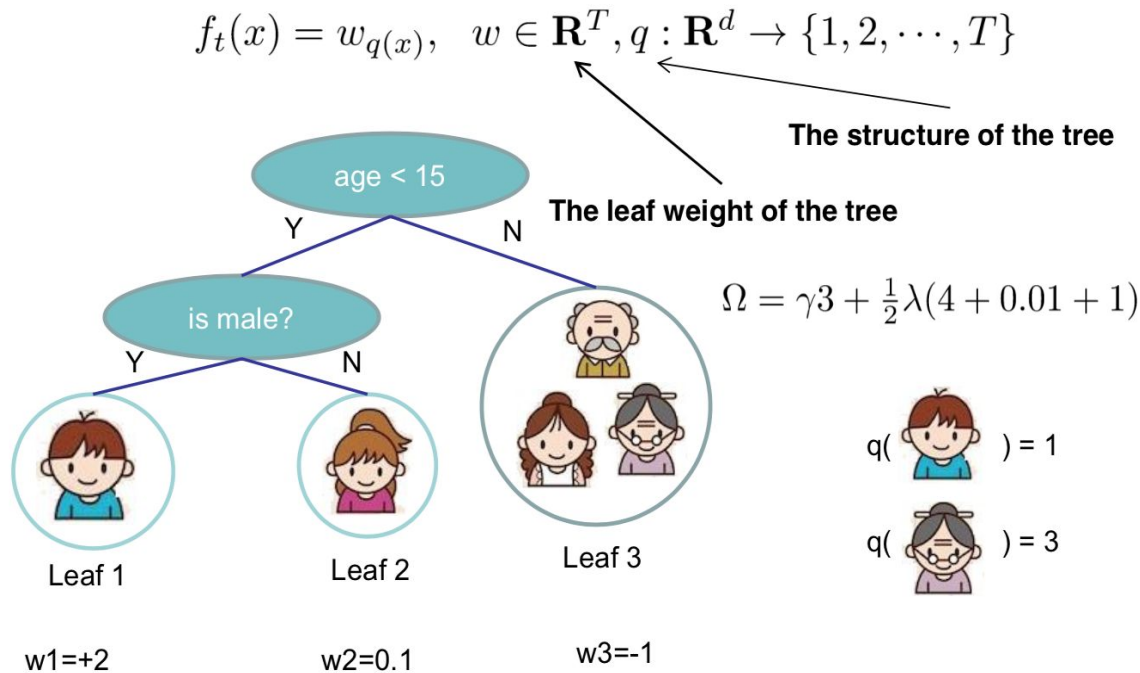 f_t(x) = w_{q(x)}, w ∈ R^T, q : R^d → {1, 2, ⋯, T}
The structure of the tree
The leaf weight of the tree
age < 15
Y
N
is male?
Y
N
Ω = γ3 + ½λ(4 + 0.01 + 1)
q( ) = 1
q( ) = 3
Leaf 1
Leaf 2
Leaf 3
w1=+2
w2=0.1
w3=-1